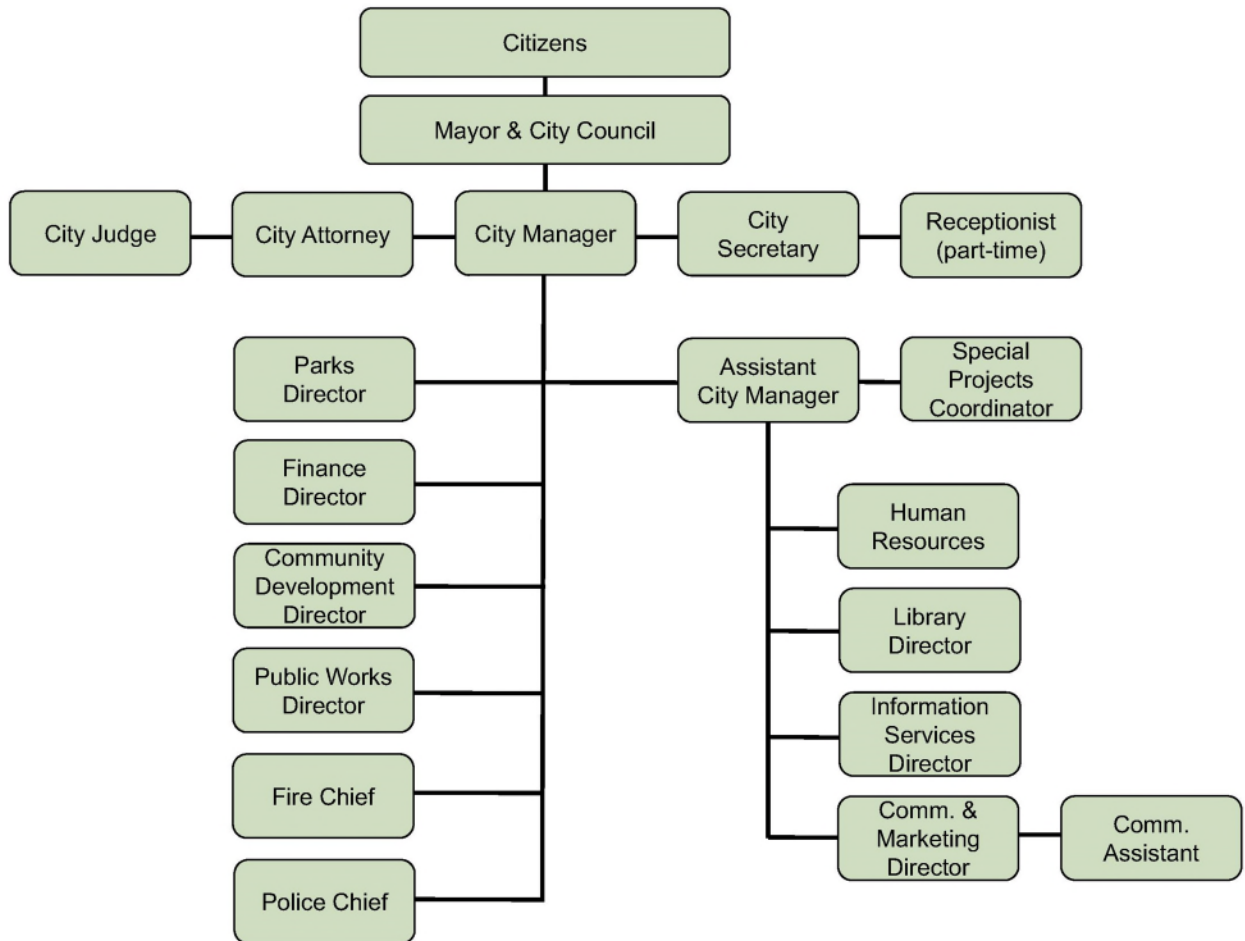 Citizens
Mayor & City Council
City Judge
City Attorney
City Manager
City
Secretary
Receptionist
(part-time)
Parks
Director
Assistant
City Manager
Special
Projects
Coordinator
Finance
Director
Human
Resources
Community
Development
Director
Library
Director
Public Works
Director
Information
Services
Director
Fire Chief
Comm. &
Marketing
Director
Comm.
Assistant
Police Chief